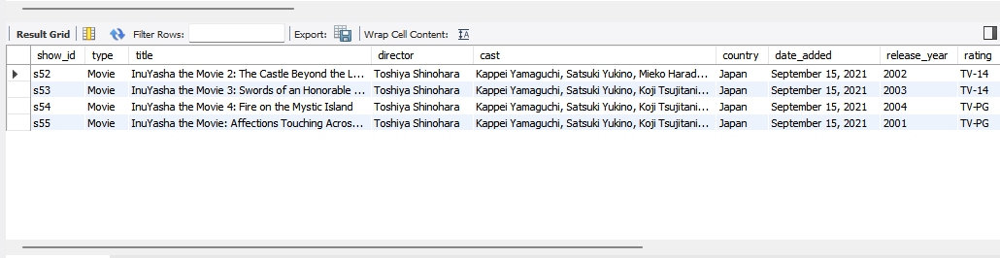 Result Grid Filter Rows: Export: Wrap Cell Content: IA
show_id type title director cast country date_added release_year rating
s52 Movie InuYasha the Movie 2: The Castle Beyond the L... Toshiya Shinohara Kappei Yamaguchi, Satsuki Yukino, Mieko Harad... Japan September 15, 2021 2002 TV-14
s53 Movie InuYasha the Movie 3: Swords of an Honorable ... Toshiya Shinohara Kappei Yamaguchi, Satsuki Yukino, Koji Tsujitani... Japan September 15, 2021 2003 TV-14
s54 Movie InuYasha the Movie 4: Fire on the Mystic Island Toshiya Shinohara Kappei Yamaguchi, Satsuki Yukino, Koji Tsujitani... Japan September 15, 2021 2004 TV-PG
s55 Movie InuYasha the Movie: Affections Touching Acros... Toshiya Shinohara Kappei Yamaguchi, Satsuki Yukino, Koji Tsujitani... Japan September 15, 2021 2001 TV-PG